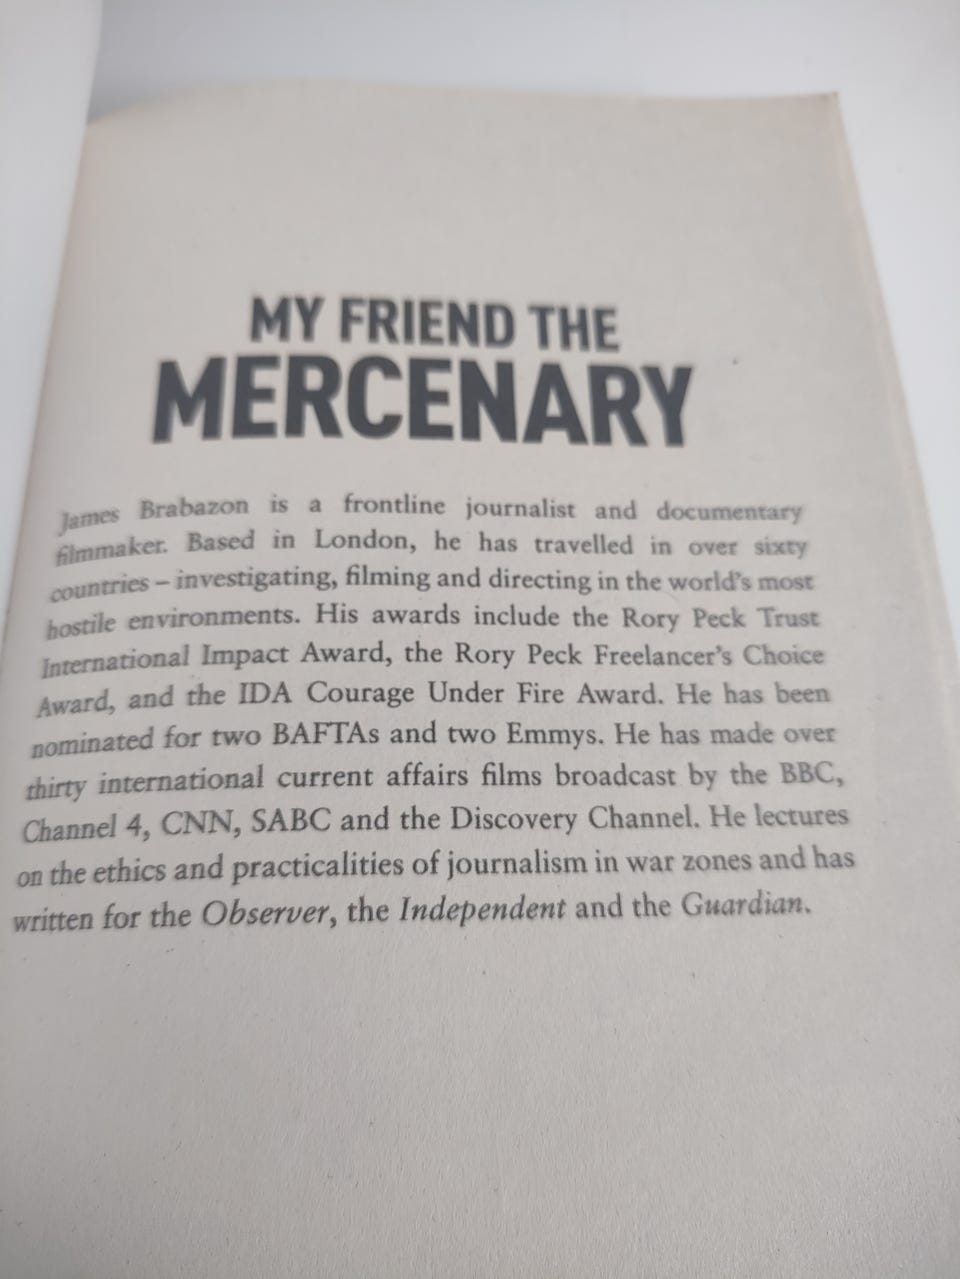 MY FRIEND THE
MERCENARY
James Brabazon is a frontline journalist and documentary
filmmaker. Based in London, he has travelled in over sixty
countries – investigating, filming and directing in the world's most
hostile environments. His awards include the Rory Peck Trust
International Impact Award, the Rory Peck Freelancer's Choice
Award, and the IDA Courage Under Fire Award. He has been
nominated for two BAFTAs and two Emmys. He has made over
thirty international current affairs films broadcast by the BBC,
Channel 4, CNN, SABC and the Discovery Channel. He lectures
on the ethics and practicalities of journalism in war zones and has
written for the Observer, the Independent and the Guardian.